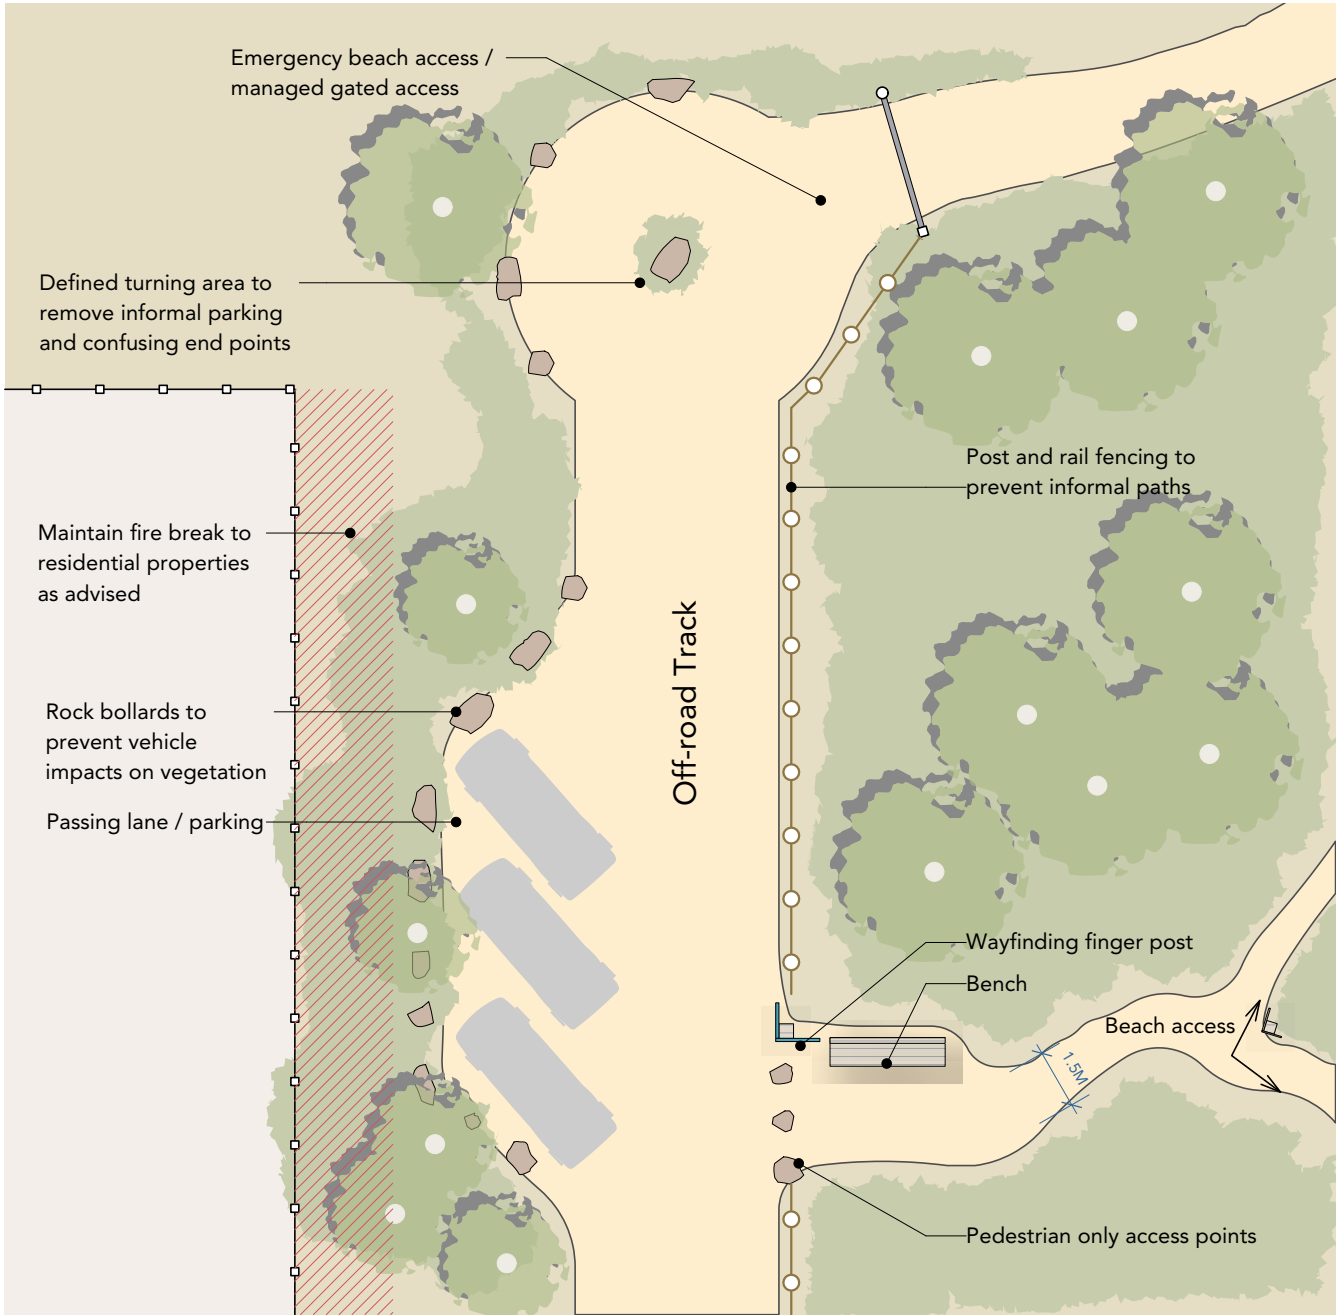 Emergency beach access /
managed gated access
Defined turning area to
remove informal parking
and confusing end points
Post and rail fencing to
prevent informal paths
Maintain fire break to
residential properties
as advised
Off-road Track
Rock bollards to
prevent vehicle
impacts on vegetation
Passing lane / parking
Wayfinding finger post
Bench
Beach access
1.5M
Pedestrian only access points